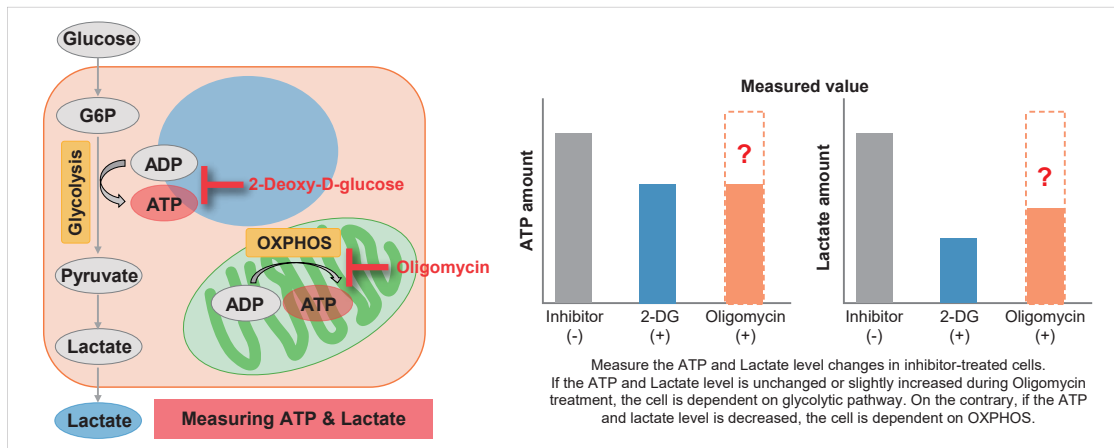 Glucose
G6P
Glycolysis
ADP
ATP
2-Deoxy-D-glucose
OXPHOS
Oligomycin
ADP
ATP
Pyruvate
Lactate
Lactate
Measuring ATP & Lactate
Measured value
ATP amount
?
Inhibitor
(-)
2-DG
(+)
Oligomycin
(+)
Lactate amount
?
Inhibitor
(-)
2-DG
(+)
Oligomycin
(+)
Measure the ATP and Lactate level changes in inhibitor-treated cells.
If the ATP and Lactate level is unchanged or slightly increased during Oligomycin
treatment, the cell is dependent on glycolytic pathway. On the contrary, if the ATP
and lactate level is decreased, the cell is dependent on OXPHOS.